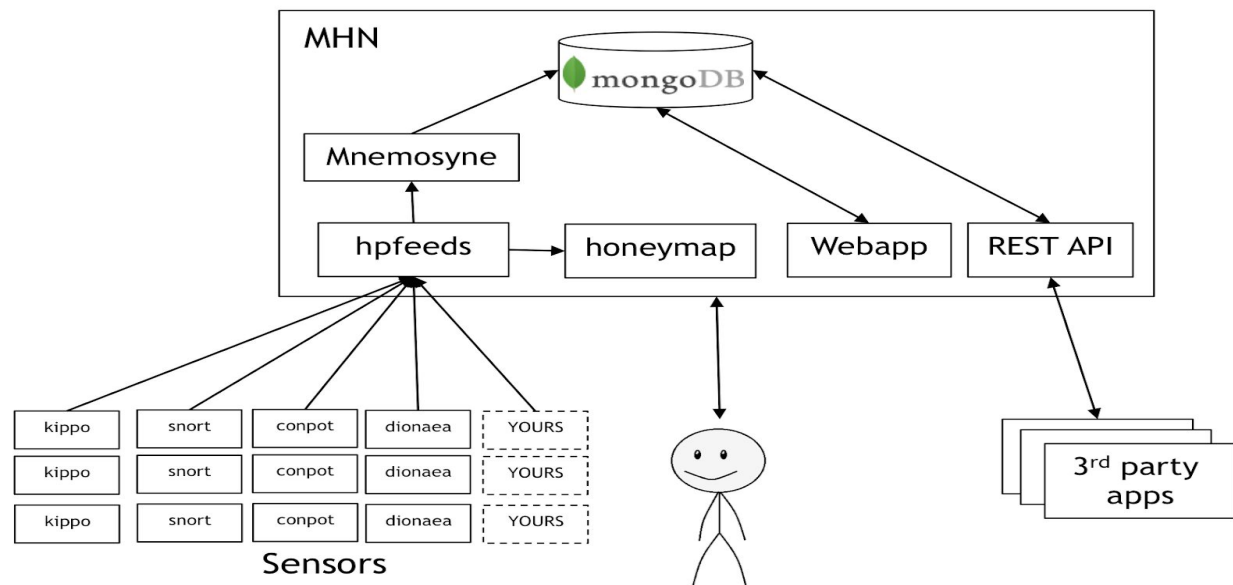 MHN
mongoDB
Mnemosyne
hpfeeds
honeymap
Webapp
REST API
kippo snort conpot dionaea YOURS
kippo snort conpot dionaea YOURS
kippo snort conpot dionaea YOURS
Sensors
3rd party
apps